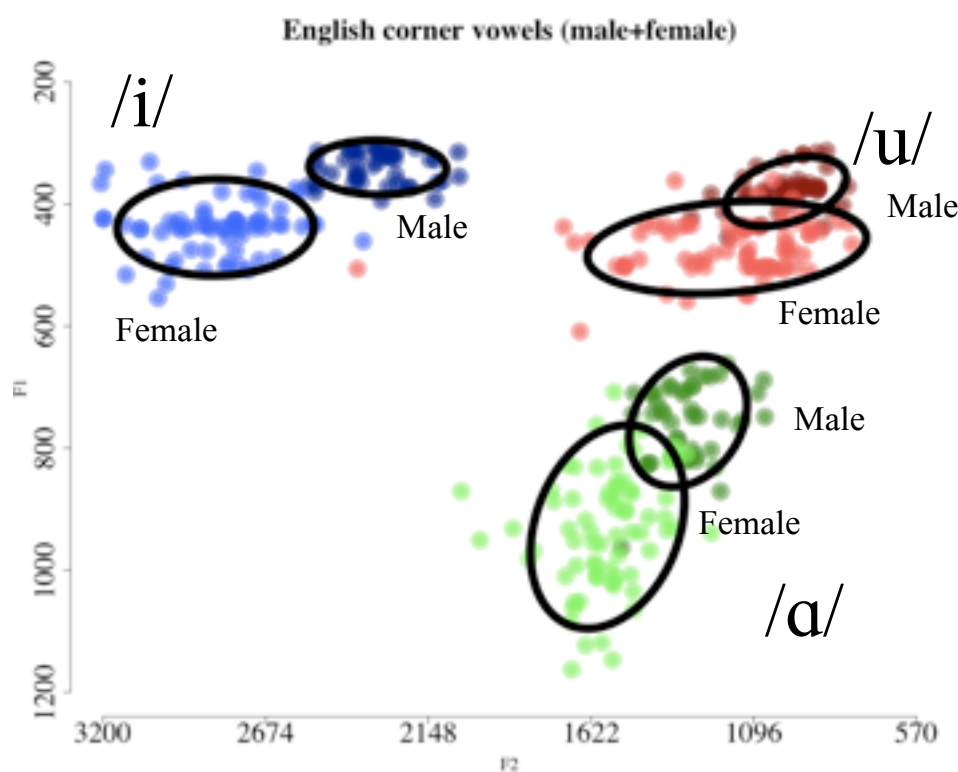 English corner vowels (male+female)
200
/i/
/u/
400
Male
Male
Female
Female
600
F1
Male
800
Female
1000
/ɑ/
1200
3200 2674 2148 1622 1096 570
F2